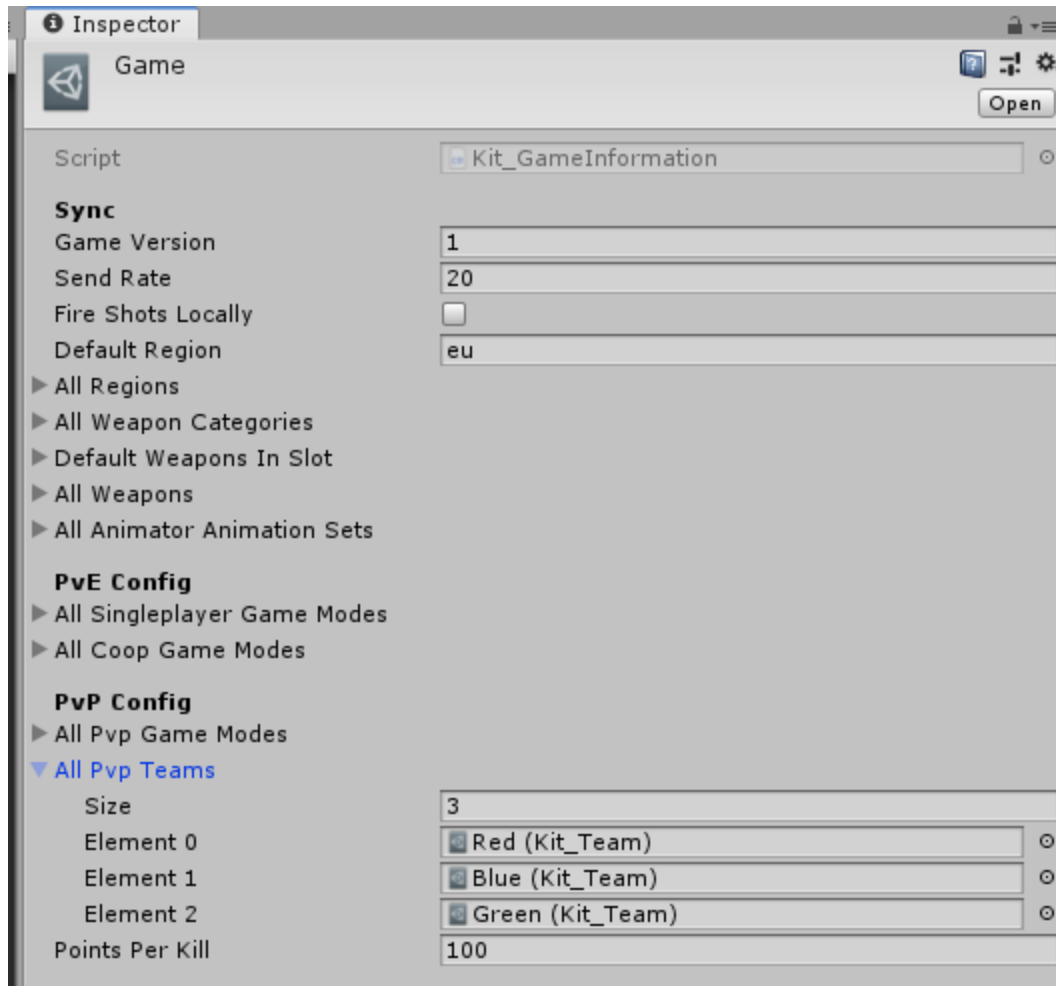 Inspector
Game
Open
Script Kit_GameInformation
Sync
Game Version 1
Send Rate 20
Fire Shots Locally
Default Region eu
All Regions
All Weapon Categories
Default Weapons In Slot
All Weapons
All Animator Animation Sets
PvE Config
All Singleplayer Game Modes
All Coop Game Modes
PvP Config
All Pvp Game Modes
All Pvp Teams
Size 3
Element 0 Red (Kit_Team)
Element 1 Blue (Kit_Team)
Element 2 Green (Kit_Team)
Points Per Kill 100